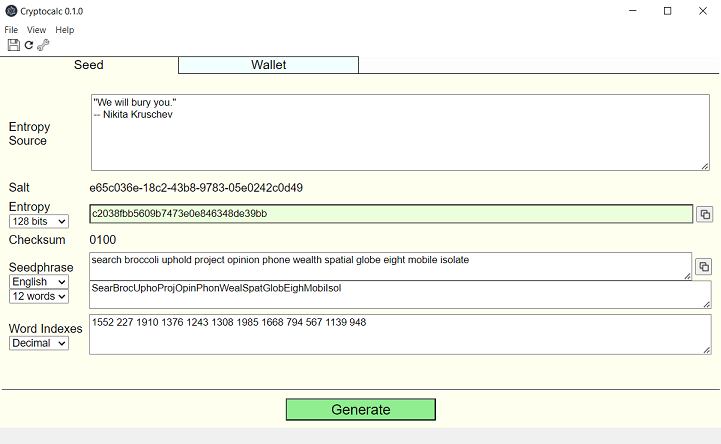 Cryptocalc 0.1.0
File View Help
Seed Wallet
Entropy Source
"We will bury you."
-- Nikita Kruschev
Salt e65c036e-18c2-43b8-9783-05e0242c0d49
Entropy
128 bits
c2038fbb5609b7473e0e846348de39bb
Checksum 0100
Seedphrase
English
12 words
search broccoli uphold project opinion phone wealth spatial globe eight mobile isolate
SearBrocUphoProjOpinPhonWealSpatGlobEighMobiIsol
Word Indexes
Decimal
1552 227 1910 1376 1243 1308 1985 1668 794 567 1139 948
Generate